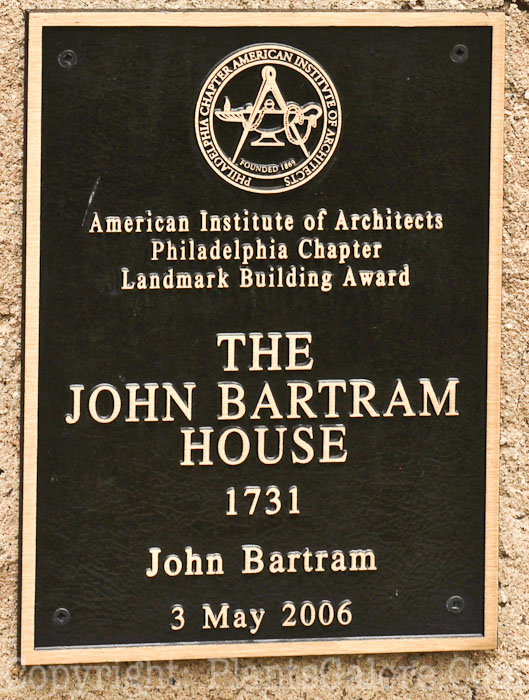 PHILADELPHIA CHAPTER AMERICAN INSTITVTE OF ARCHITECTS
FOUNDED 1869
American Institute of Architects
Philadelphia Chapter
Landmark Building Award
THE
JOHN BARTRAM
HOUSE
1731
John Bartram
3 May 2006
Copyright: PlantsGalore.Com